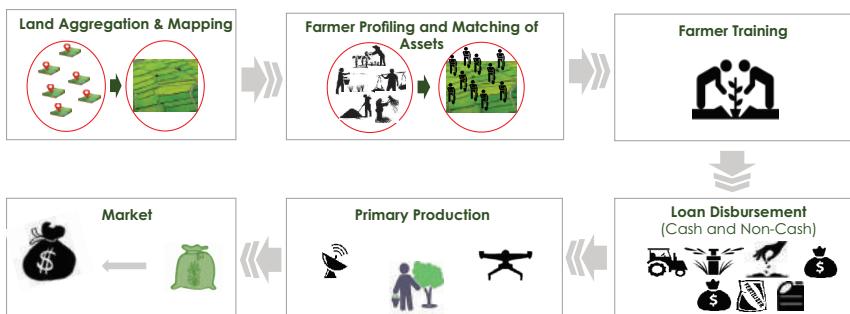 Land Aggregation & Mapping
Farmer Profiling and Matching of
Assets
Farmer Training
Market
Primary Production
Loan Disbursement
(Cash and Non-Cash)
$
$
$
FERTILIZER